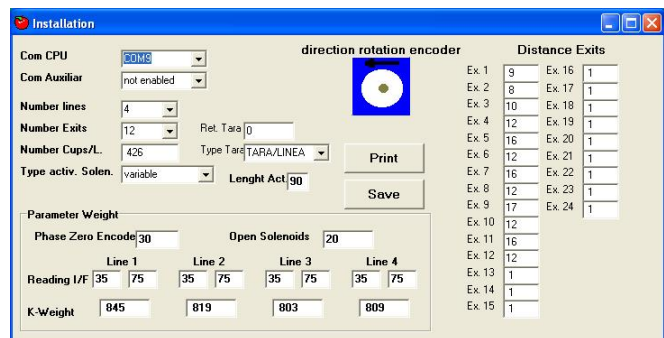 Installation
Com CPU COM9
Com Auxiliar not enabled
Number lines 4
Number Exits 12 Ret. Tara 0
Number Cups/L. 426 Type Tara TARA/LINEA
Type activ. Solen. variable Lenght Act 90
direction rotation encoder
Print
Save
Parameter Weight
Phase Zero Encode 30 Open Solenoids 20
Line 1 Line 2 Line 3 Line 4
Reading I/F 35 75 35 75 35 75 35 75
K-Weight 845 819 803 809
Distance Exits
Ex. 1 9 Ex. 16 1
Ex. 2 8 Ex. 17 1
Ex. 3 10 Ex. 18 1
Ex. 4 12 Ex. 19 1
Ex. 5 16 Ex. 20 1
Ex. 6 12 Ex. 21 1
Ex. 7 16 Ex. 22 1
Ex. 8 12 Ex. 23 1
Ex. 9 17 Ex. 24 1
Ex. 10 12
Ex. 11 16
Ex. 12 12
Ex. 13 1
Ex. 14 1
Ex. 15 1